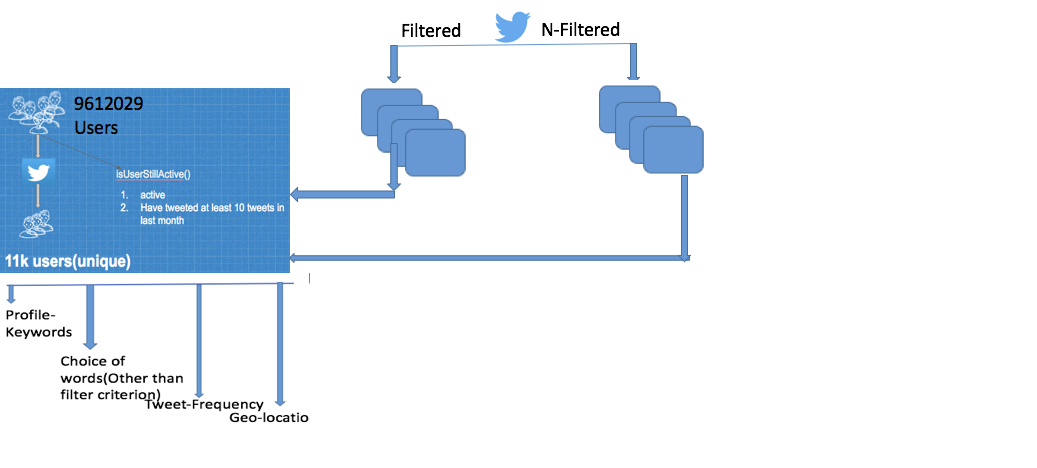 Filtered
N-Filtered
9612029
Users
isUserStillActive()
1. active
2. Have tweeted at least 10 tweets in
last month
11k users(unique)
Profile-
Keywords
Choice of
words(Other than
filter criterion)
Tweet-Frequency
Geo-locatio